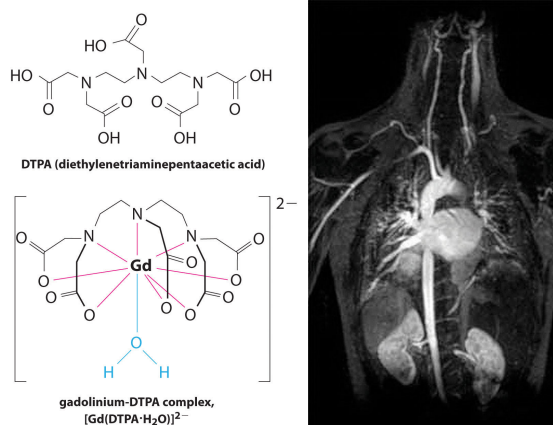 O
HO
HO N N N OH
O O O O
OH OH
DTPA (diethylenetriaminepentaacetic acid)
2−
N
O N N O
Gd O
O O
O O
O O O
O
H H
gadolinium-DTPA complex,
[Gd(DTPA·H₂O)]²⁻